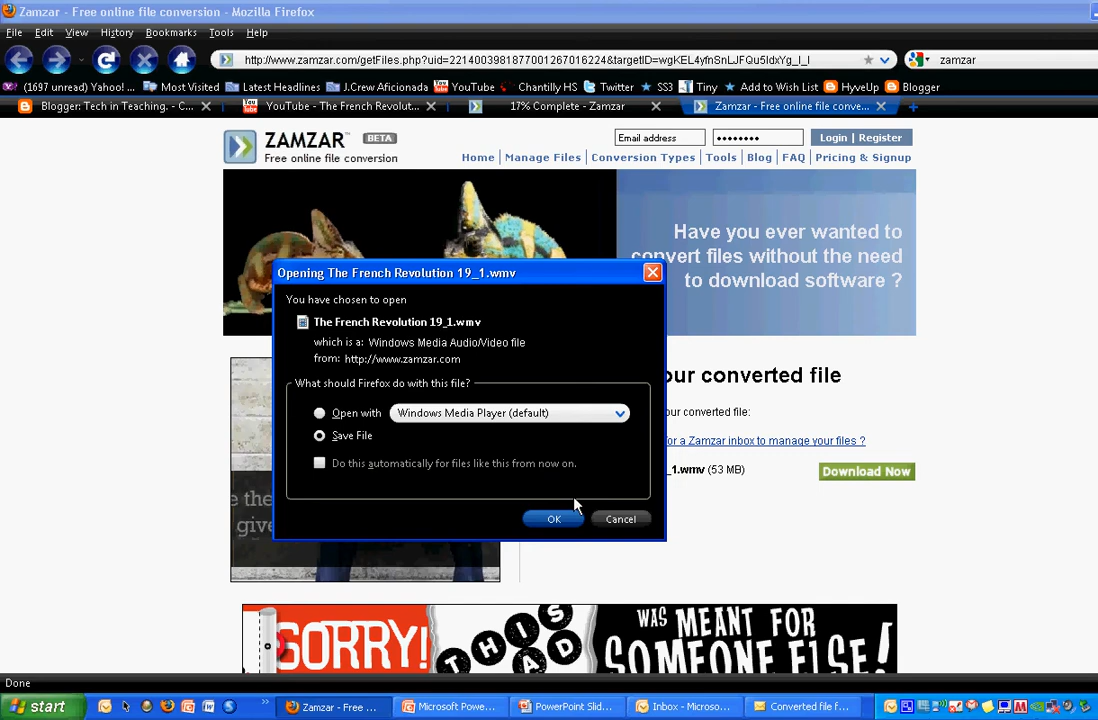 Zamzar - Free online file conversion - Mozilla Firefox
File Edit View History Bookmarks Tools Help
http://www.zamzar.com/getFiles.php?uid=2214003981877001267016224&targetID=wgKEL4yfnSnLJFQu5IdxYg_l_l
zamzar
(1697 unread) Yahoo! ... Most Visited Latest Headlines J.Crew Aficionada YouTube Chantilly HS Twitter SS3 Tiny Add to Wish List HyveUp Blogger
Blogger: Tech in Teaching. - C... YouTube - The French Revolut... 17% Complete - Zamzar Zamzar - Free online file conve...
ZAMZAR™ BETA
Free online file conversion
Email address •••••••• Login | Register
Home | Manage Files | Conversion Types | Tools | Blog | FAQ | Pricing & Signup
Have you ever wanted to
convert files without the need
to download software ?
Opening The French Revolution 19_1.wmv
You have chosen to open
The French Revolution 19_1.wmv
which is a: Windows Media Audio/Video file
from: http://www.zamzar.com
What should Firefox do with this file?
Open with Windows Media Player (default)
Save File
Do this automatically for files like this from now on.
OK Cancel
our converted file
our converted file:
for a Zamzar inbox to manage your files ?
_1.wmv (53 MB) Download Now
e the
give
SORRY! THIS AD WAS MEANT FOR
SOMEONE ELSE!
Done
start Zamzar - Free ... Microsoft Powe... PowerPoint Slid... Inbox - Microso... Converted file f...